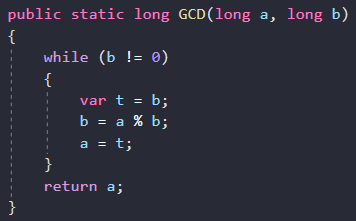 public static long GCD(long a, long b)
{
    while (b != 0)
    {
        var t = b;
        b = a % b;
        a = t;
    }
    return a;
}